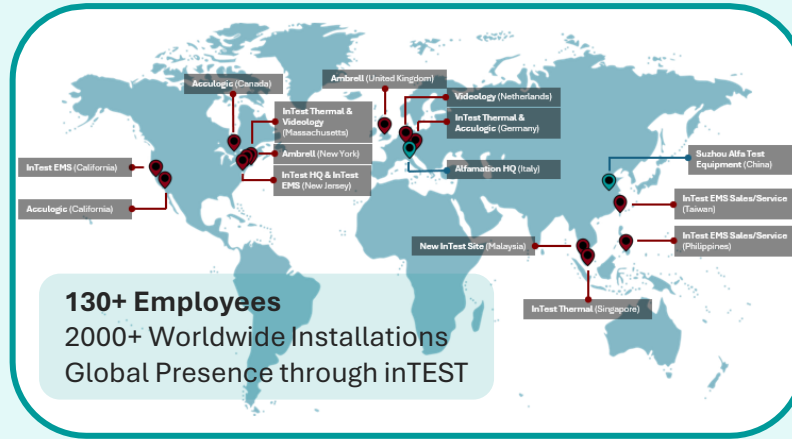 Acculogic (Canada)
Ambrell (United Kingdom)
Videology (Netherlands)
InTest Thermal &
Videology
(Massachusetts)
InTest Thermal &
Acculogic (Germany)
InTest EMS (California)
Ambrell (New York)
Alfamation HQ (Italy)
Suzhou Alfa Test
Equipment (China)
InTest HQ & InTest
EMS (New Jersey)
Acculogic (California)
InTest EMS Sales/Service
(Taiwan)
New InTest Site (Malaysia)
InTest EMS Sales/Service
(Philippines)
InTest Thermal (Singapore)
130+ Employees
2000+ Worldwide Installations
Global Presence through inTEST